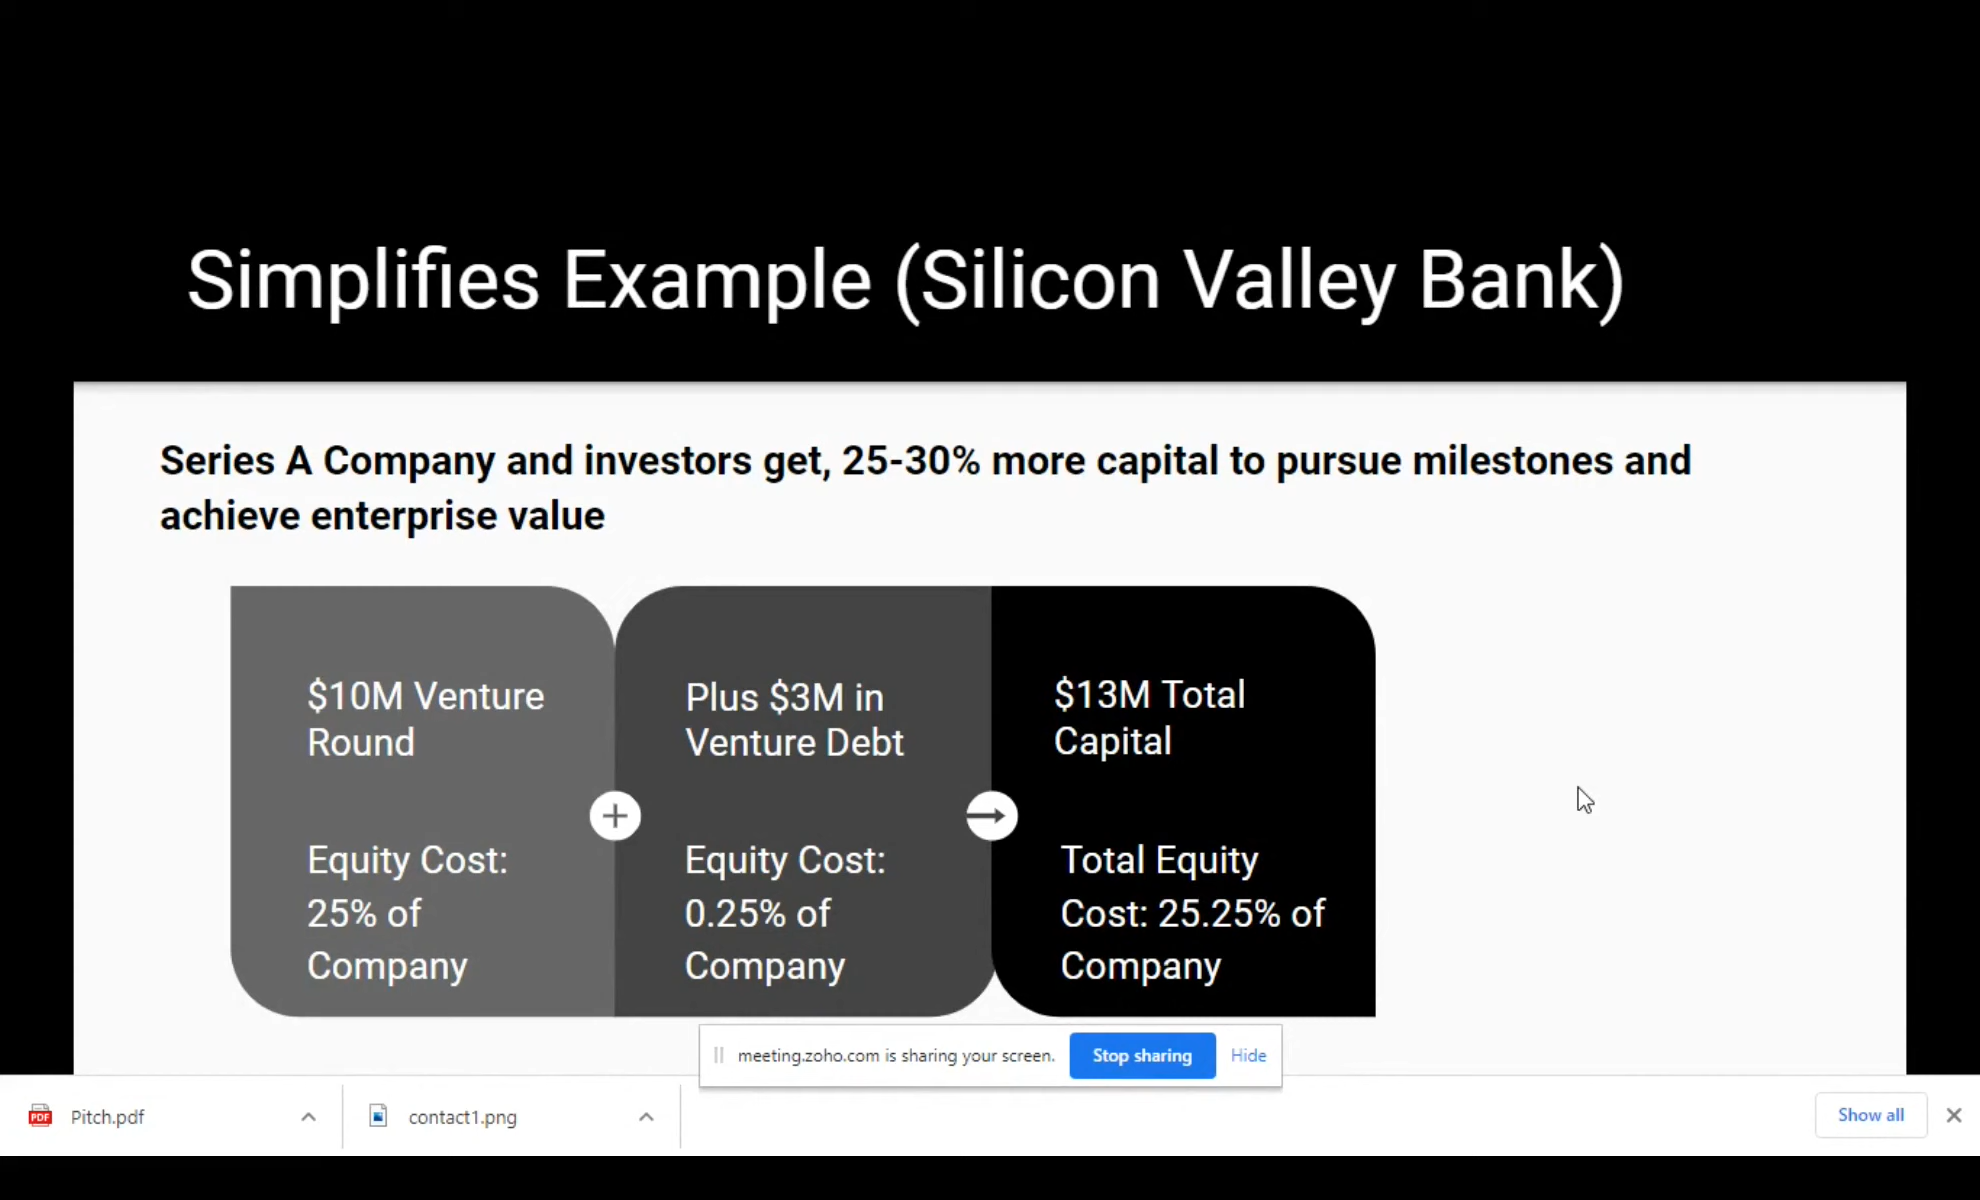 Simplifies Example (Silicon Valley Bank)
Series A Company and investors get, 25-30% more capital to pursue milestones and
achieve enterprise value
$10M Venture
Round
Equity Cost:
25% of
Company
Plus $3M in
Venture Debt
Equity Cost:
0.25% of
Company
$13M Total
Capital
Total Equity
Cost: 25.25% of
Company
meeting.zoho.com is sharing your screen.
Stop sharing
Hide
PDF
Pitch.pdf
contact1.png
Show all